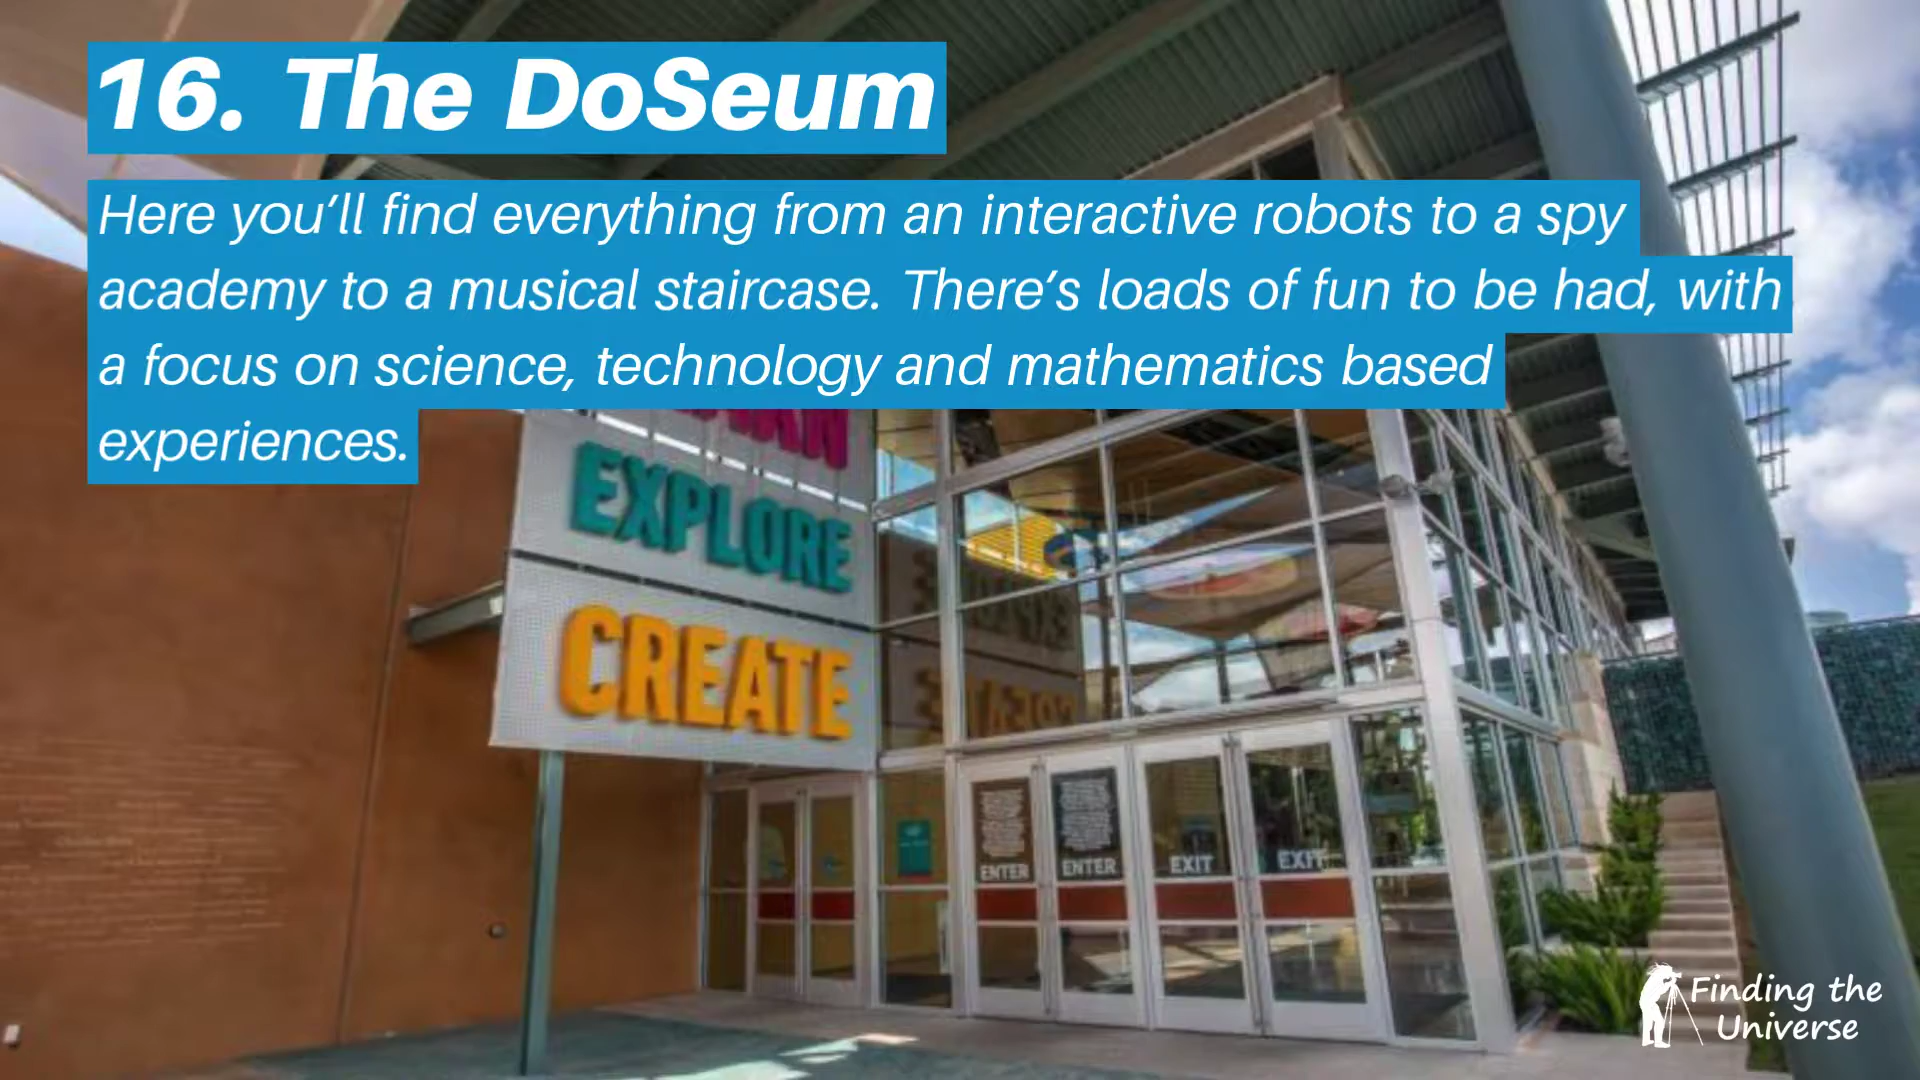 16. The DoSeum
Here you’ll find everything from an interactive robots to a spy
academy to a musical staircase. There’s loads of fun to be had, with
a focus on science, technology and mathematics based
experiences.
EXPLORE
CREATE
ENTER
ENTER
EXIT
EXIT
Finding the
Universe